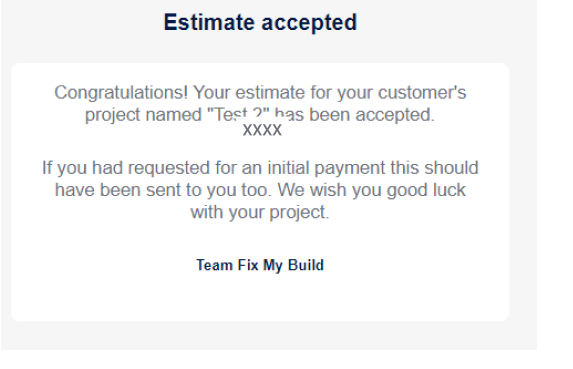 Estimate accepted
Congratulations! Your estimate for your customer's
project named "Test 2" has been accepted.
XXXX
If you had requested for an initial payment this should
have been sent to you too. We wish you good luck
with your project.
Team Fix My Build